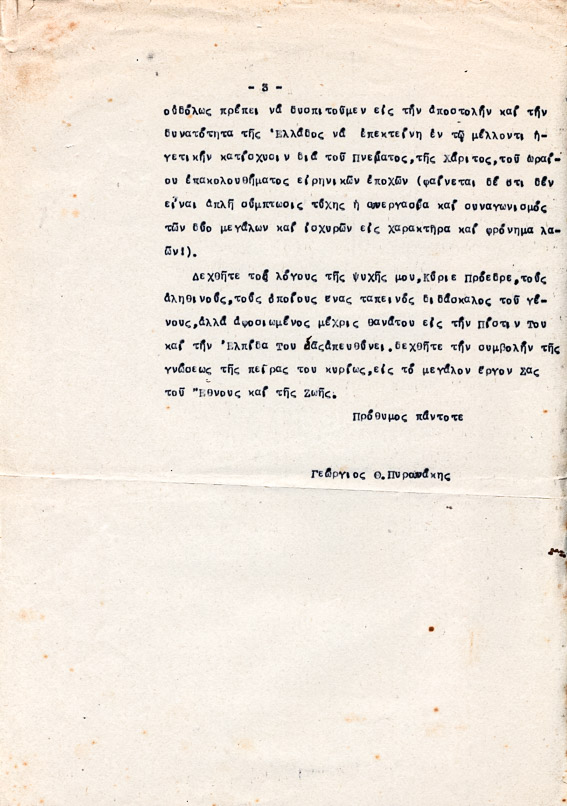 - 3 -
οὐδόλως πρέπει νά δυσπιτοῦμεν εἰς τήν ἀποστολήν καί τήν
δυνατότητα τῆς Ἑλλάδος νά ἐπεκτείνῃ ἐν τῷ μέλλοντι ἡ-
γετικήν κατίσχυσιν διά τοῦ Πνεύματος,τῆς Χάριτος,τοῦ ὡραί-
ου ἐπακολουθήματος εἰρηνικῶν ἐποχῶν (φαίνεται δέ ὅτι δέν
εἶναι ἁπλῆ σύμπτωσις τύχης ἡ συνεργασία καί συναγωνισμός
τῶν δύο μεγάλων καί ἰσχυρῶν εἰς χαρακτῆρα καί φρόνημα λα-
ῶν!).
Δεχθῆτε τούς λόγους τῆς ψυχῆς μου,Κύριε Πρόεδρε,τούς
ἀληθινούς,τούς ὁποίους ἕνας ταπεινός διδάσκαλος τοῦ γέ-
νους,ἀλλά ἀφοσιωμένος μέχρις θανάτου εἰς τήν Πίστιν Του
καί τήν Ἐλπίδα Του σᾶςἀπευθύνει.δεχθῆτε τήν συμβολήν τῆς
γνώσεως τῆς πείρας του κυρίως,εἰς τό μεγάλον ἔργον Σας
τοῦ Ἔθνους καί τῆς Ζωῆς.
Πρόθυμος πάντοτε
Γεώργιος Θ.Πυρουνάκης